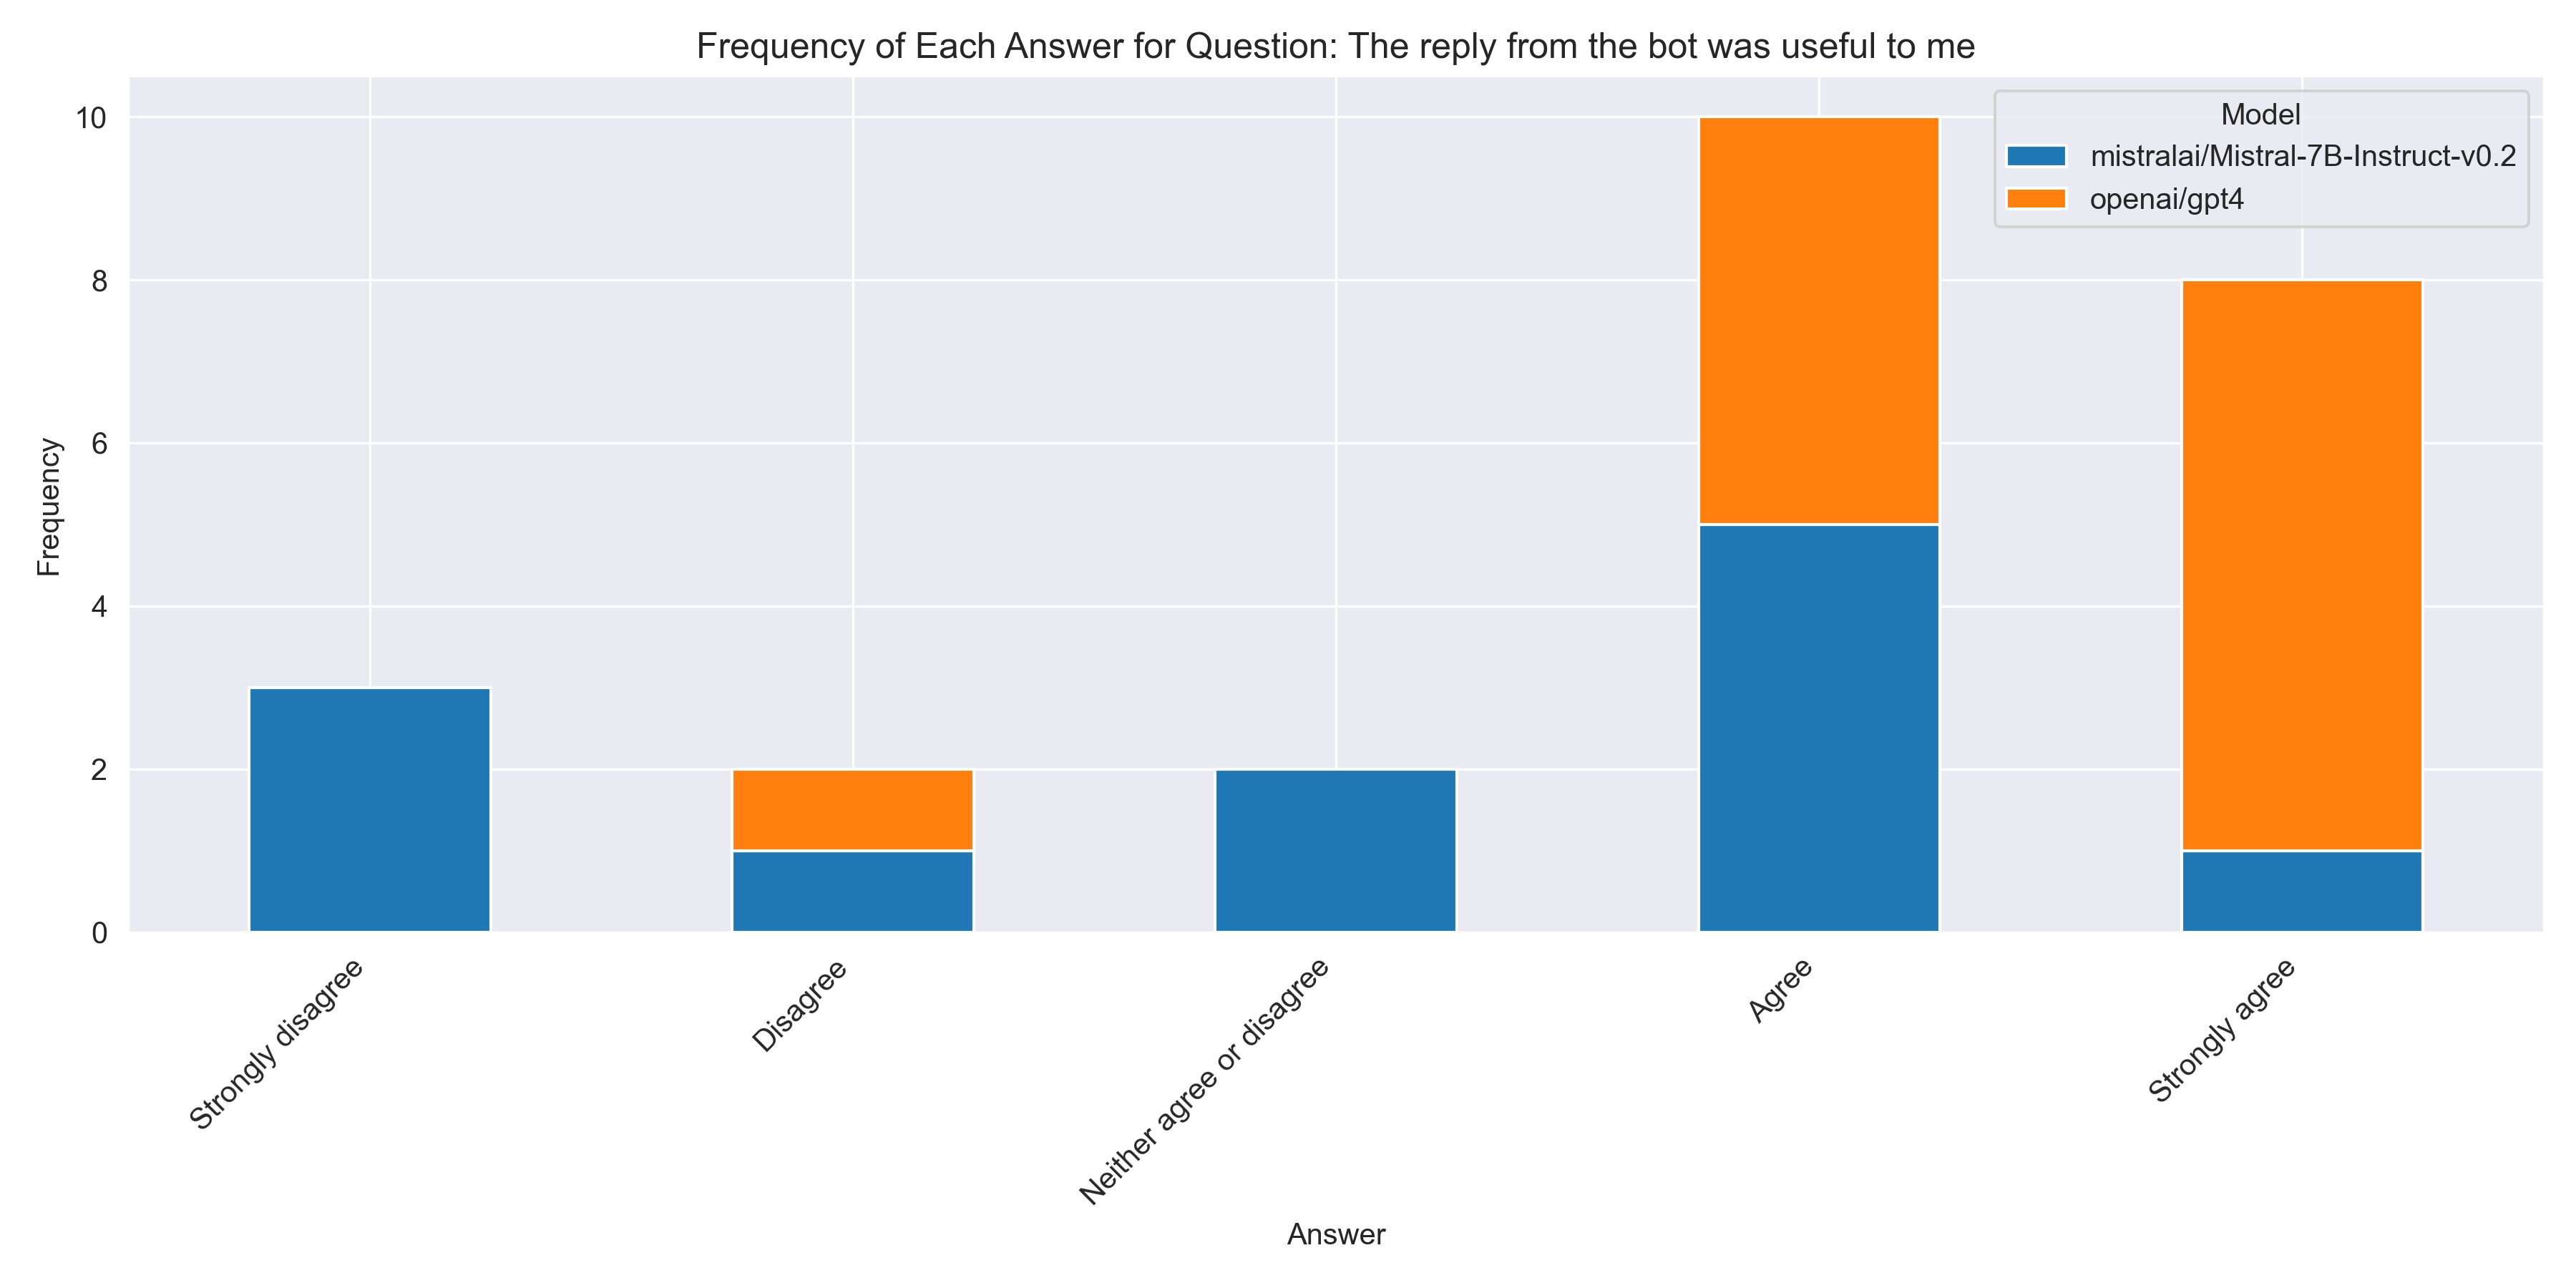 Frequency of Each Answer for Question: The reply from the bot was useful to me
Model
mistralai/Mistral-7B-Instruct-v0.2
openai/gpt4
10
8
6
4
2
0
Frequency
Strongly disagree
Disagree
Neither agree or disagree
Agree
Strongly agree
Answer